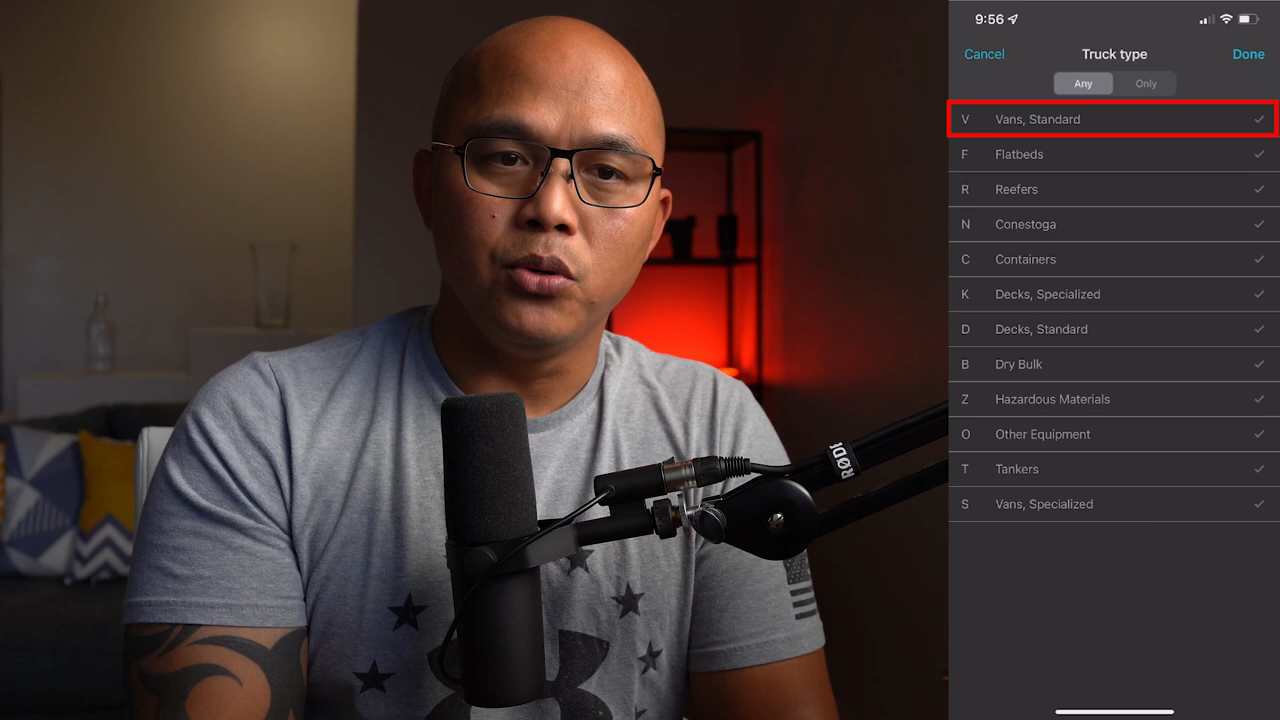 9:56
Cancel
Truck type
Done
Any
Only
V Vans, Standard
F Flatbeds
R Reefers
N Conestoga
C Containers
K Decks, Specialized
D Decks, Standard
B Dry Bulk
Z Hazardous Materials
O Other Equipment
T Tankers
S Vans, Specialized
RØDE